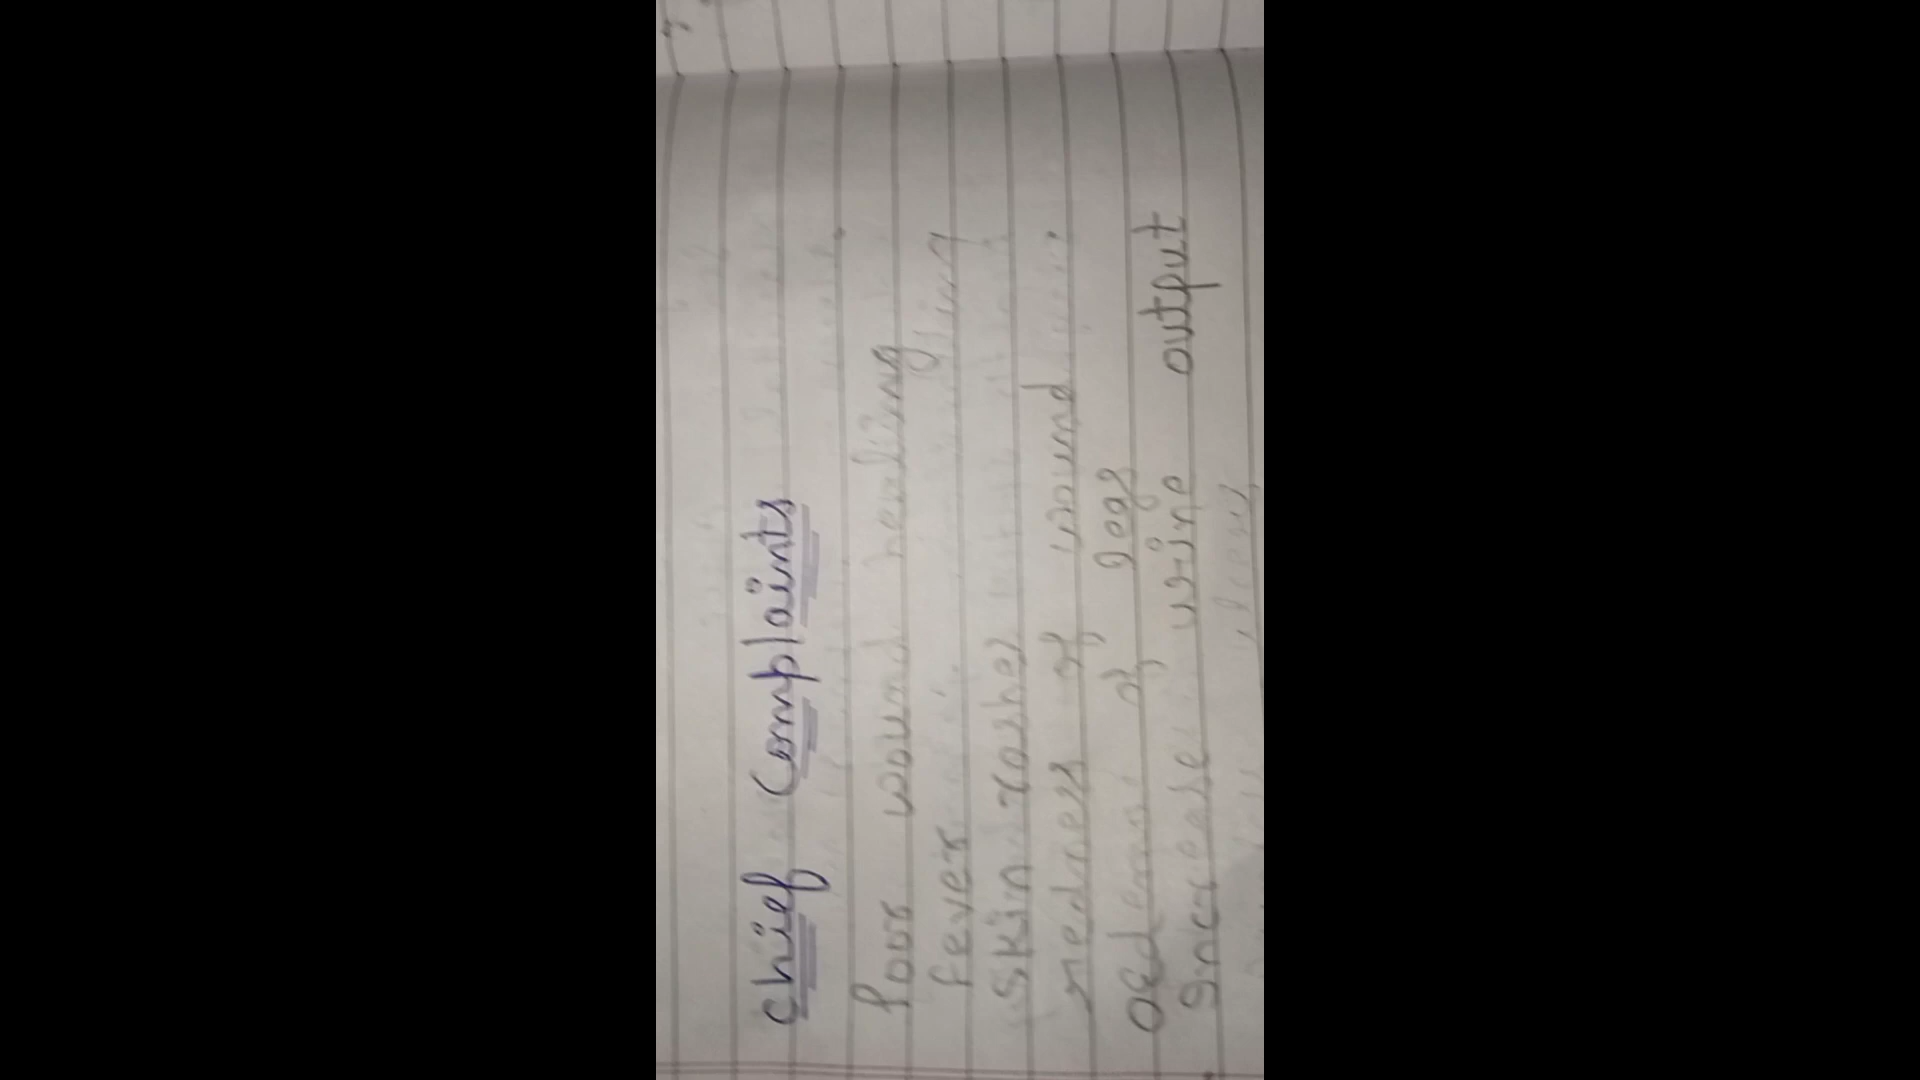 Chief Complaints
Poor wound healing
fever
Skin rashes
redness of wound
OEdema of legs
Increase urine output